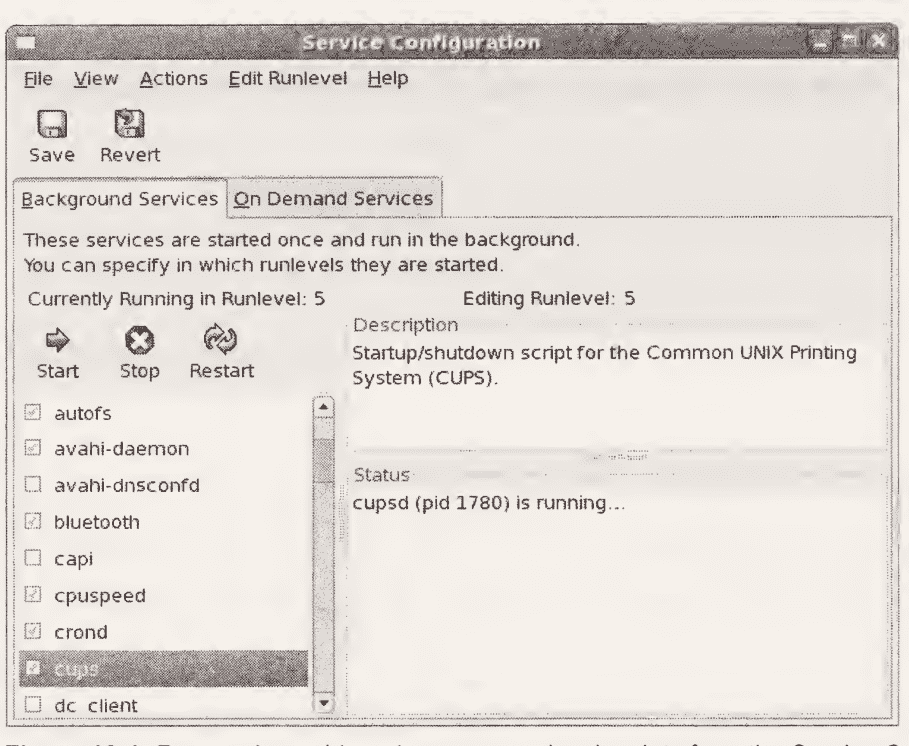 Service Configuration
File View Actions Edit Runlevel Help
Save Revert
Background Services On Demand Services
These services are started once and run in the background.
You can specify in which runlevels they are started.
Currently Running in Runlevel: 5 Editing Runlevel: 5
Start Stop Restart
autofs
avahi-daemon
avahi-dnsconfd
bluetooth
capi
cpuspeed
crond
cups
dc_client
Description
Startup/shutdown script for the Common UNIX Printing
System (CUPS).
Status
cupsd (pid 1780) is running...